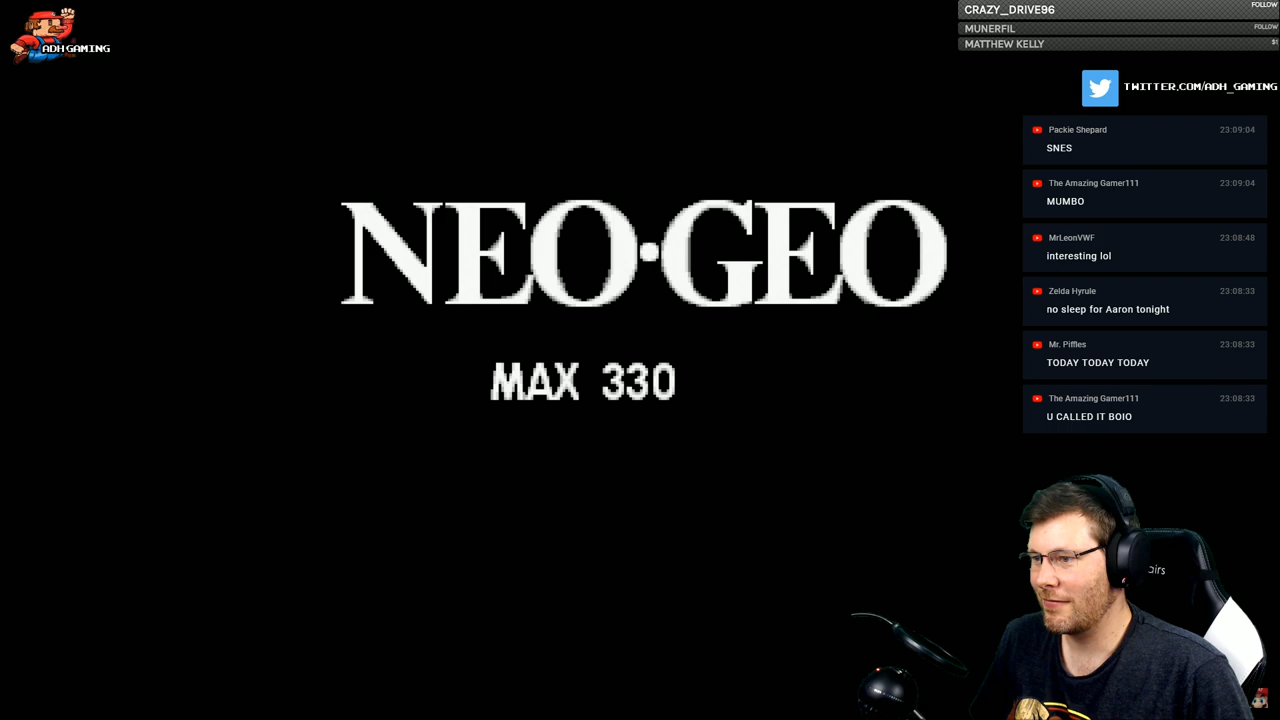 ADH GAMING
CRAZY_DRIVE96 FOLLOW
MUNERFIL FOLLOW
MATTHEW KELLY
TWITTER.COM/ADH_GAMING
Packie Shepard 23:09:04
SNES
The Amazing Gamer111 23:09:04
MUMBO
MrLeonVWF 23:08:48
interesting lol
Zelda Hyrule 23:08:33
no sleep for Aaron tonight
Mr. Piffles 23:08:33
TODAY TODAY TODAY
The Amazing Gamer111 23:08:33
U CALLED IT BOIO
NEO·GEO
MAX 330